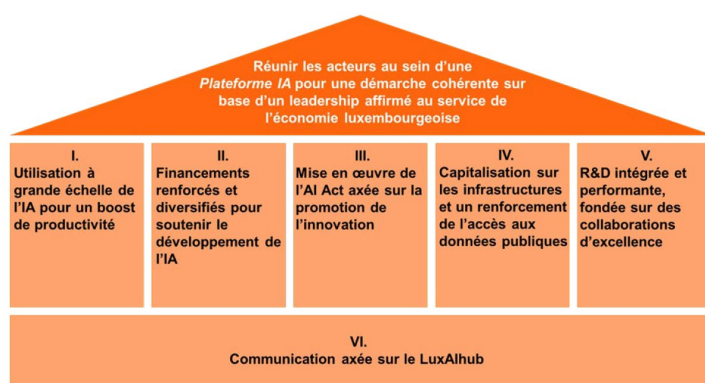 Réunir les acteurs au sein d'une
Plateforme IA pour une démarche cohérente sur
base d'un leadership affirmé au service de
l'économie luxembourgeoise
I.
Utilisation à
grande échelle de
l'IA pour un boost
de productivité
II.
Financements
renforcés et
diversifiés pour
soutenir le
développement de
l'IA
III.
Mise en œuvre de
l'AI Act axée sur la
promotion de
l'innovation
IV.
Capitalisation sur
les infrastructures
et un renforcement
de l'accès aux
données publiques
V.
R&D intégrée et
performante,
fondée sur des
collaborations
d'excellence
VI.
Communication axée sur le LuxAIhub